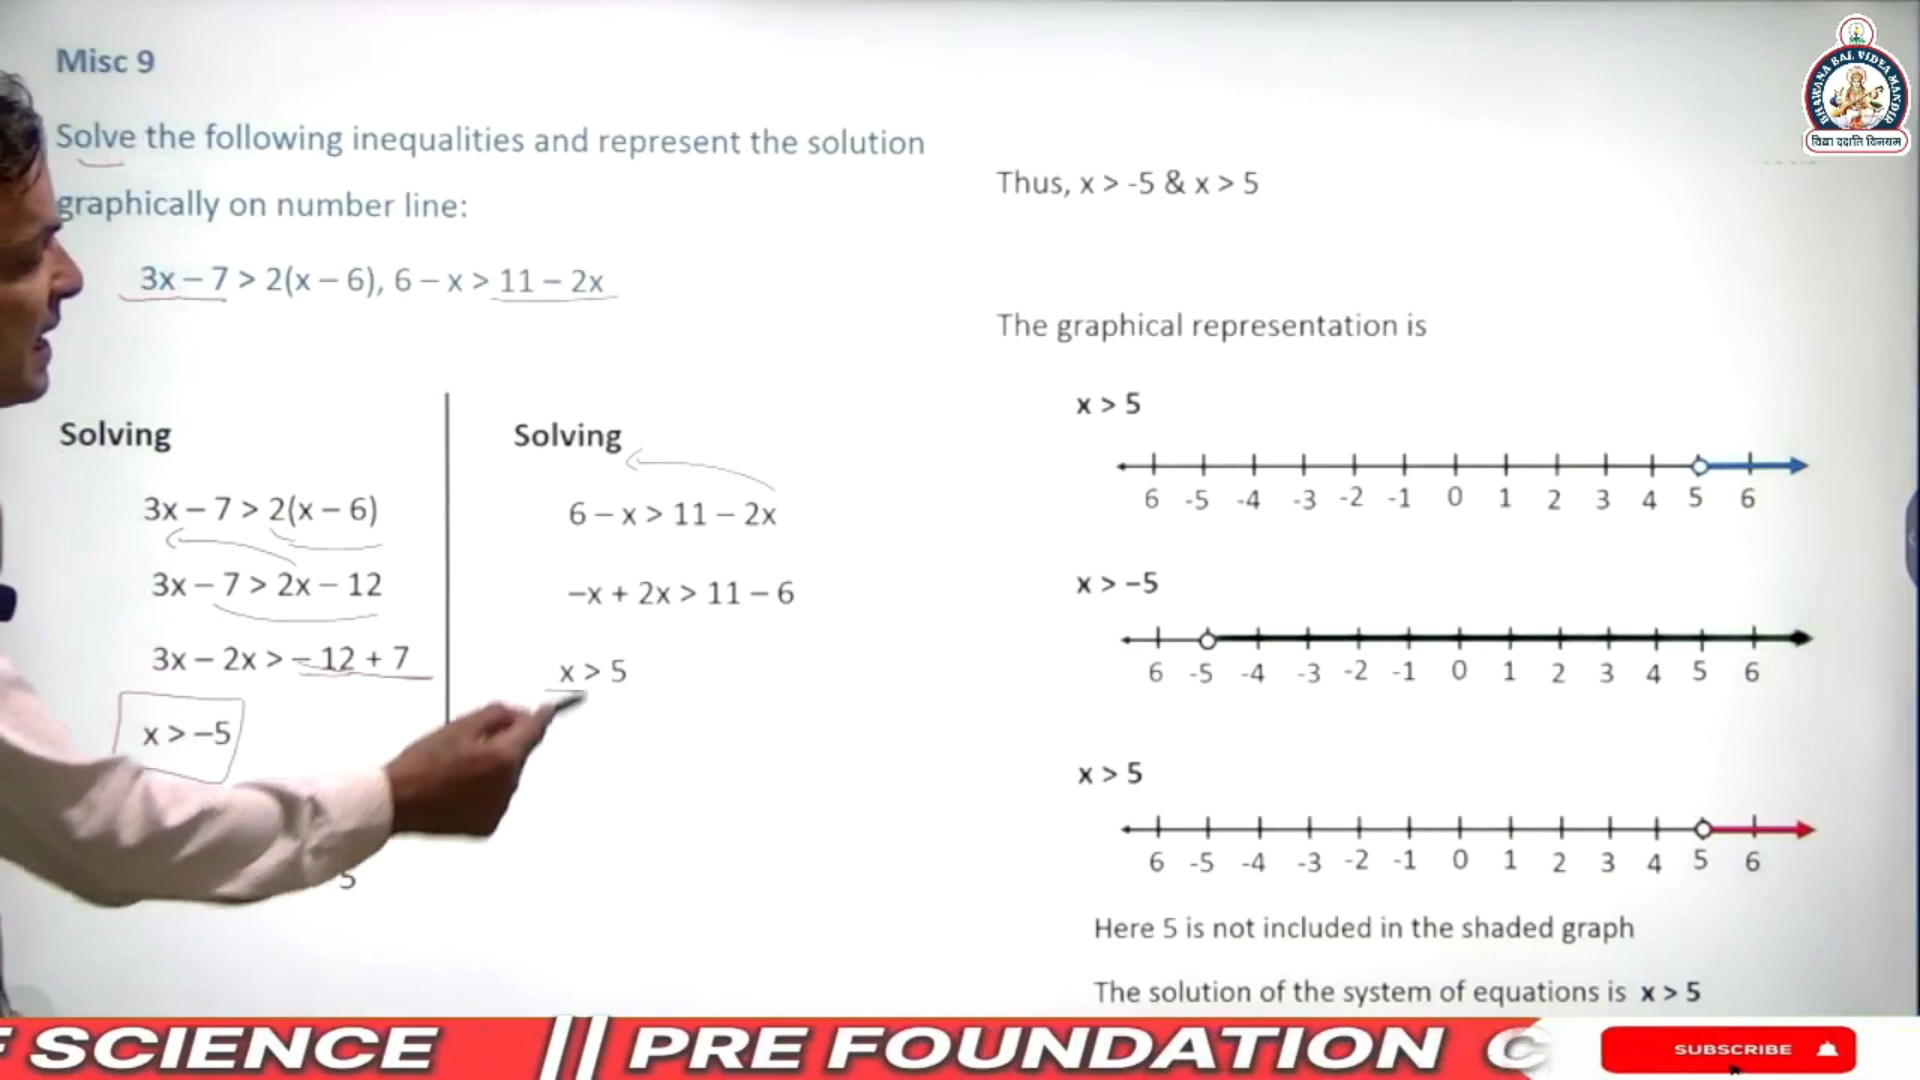 Misc 9
Solve the following inequalities and represent the solution
graphically on number line:
3x – 7 > 2(x – 6), 6 – x > 11 – 2x
Solving
3x – 7 > 2(x – 6)
3x – 7 > 2x – 12
3x – 2x > – 12 + 7
x > –5
5
Solving
6 – x > 11 – 2x
–x + 2x > 11 – 6
x > 5
Thus, x > -5 & x > 5
The graphical representation is
x > 5
6 -5 -4 -3 -2 -1 0 1 2 3 4 5 6
x > –5
6 -5 -4 -3 -2 -1 0 1 2 3 4 5 6
x > 5
6 -5 -4 -3 -2 -1 0 1 2 3 4 5 6
Here 5 is not included in the shaded graph
The solution of the system of equations is x > 5
BHAWANA BAL VIDYA MANDIR
विद्या ददाति विनयम
F SCIENCE || PRE FOUNDATION C
SUBSCRIBE